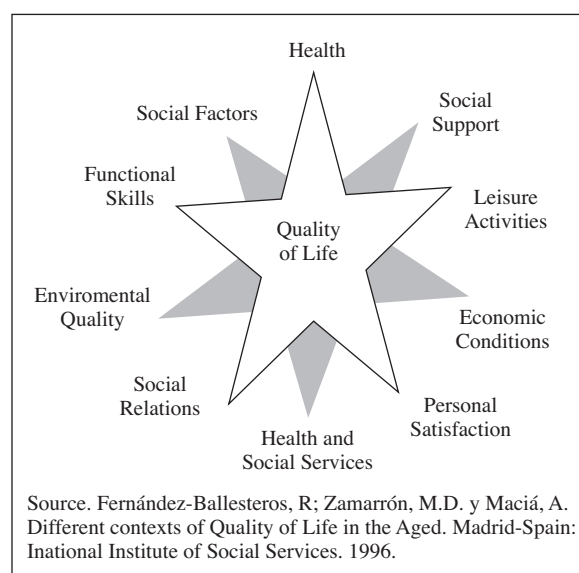 Health
Social Factors
Social
Support
Functional
Skills
Leisure
Activities
Quality
of Life
Enviromental
Quality
Economic
Conditions
Social
Relations
Personal
Satisfaction
Health and
Social Services
Source. Fernández-Ballesteros, R; Zamarrón, M.D. y Maciá, A.
Different contexts of Quality of Life in the Aged. Madrid-Spain:
Inational Institute of Social Services. 1996.